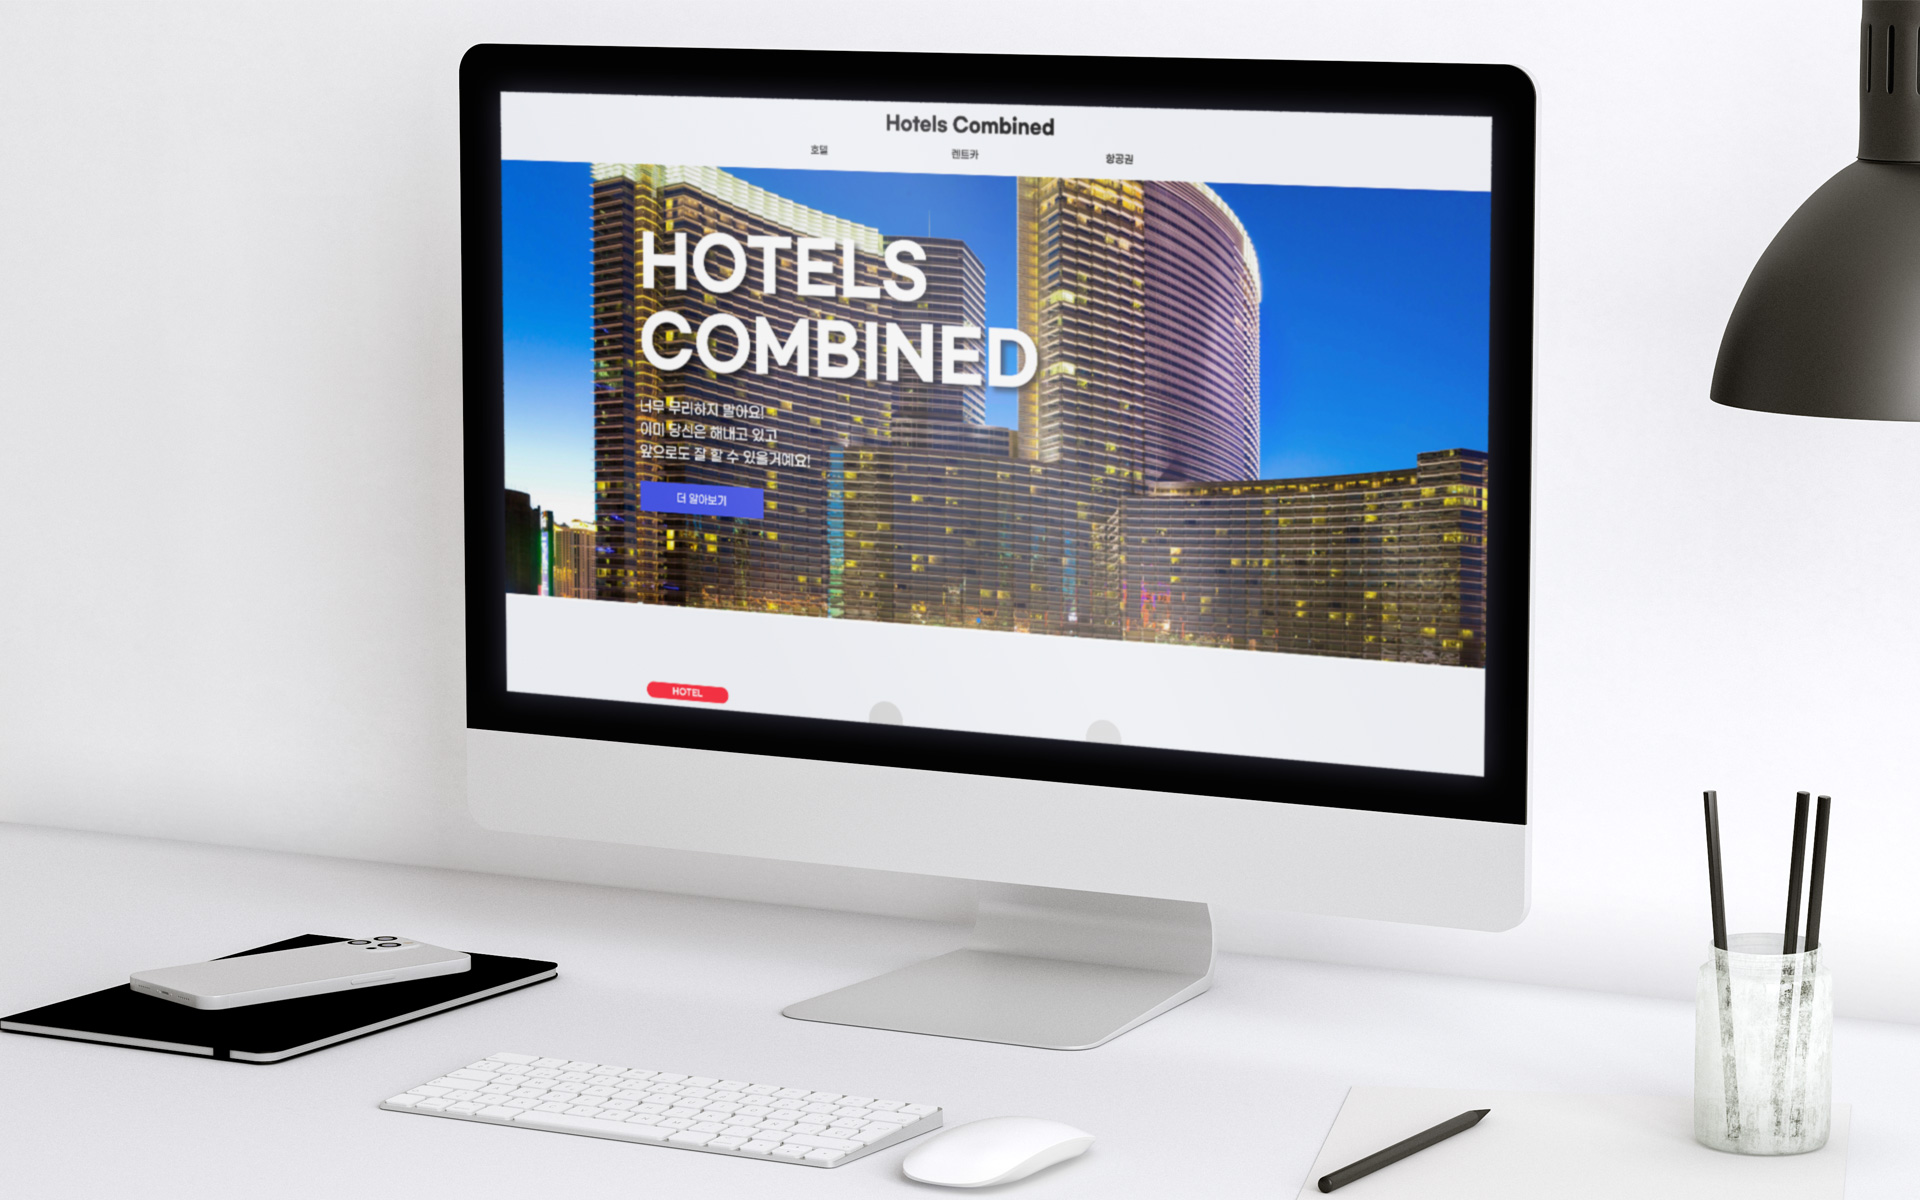 Hotels Combined
호텔 렌트카 항공권
HOTELS
COMBINED
너무 무리하지 말아요!
이미 당신은 해내고 있고
앞으로도 잘 할 수 있을거예요!
더 알아보기
HOTEL